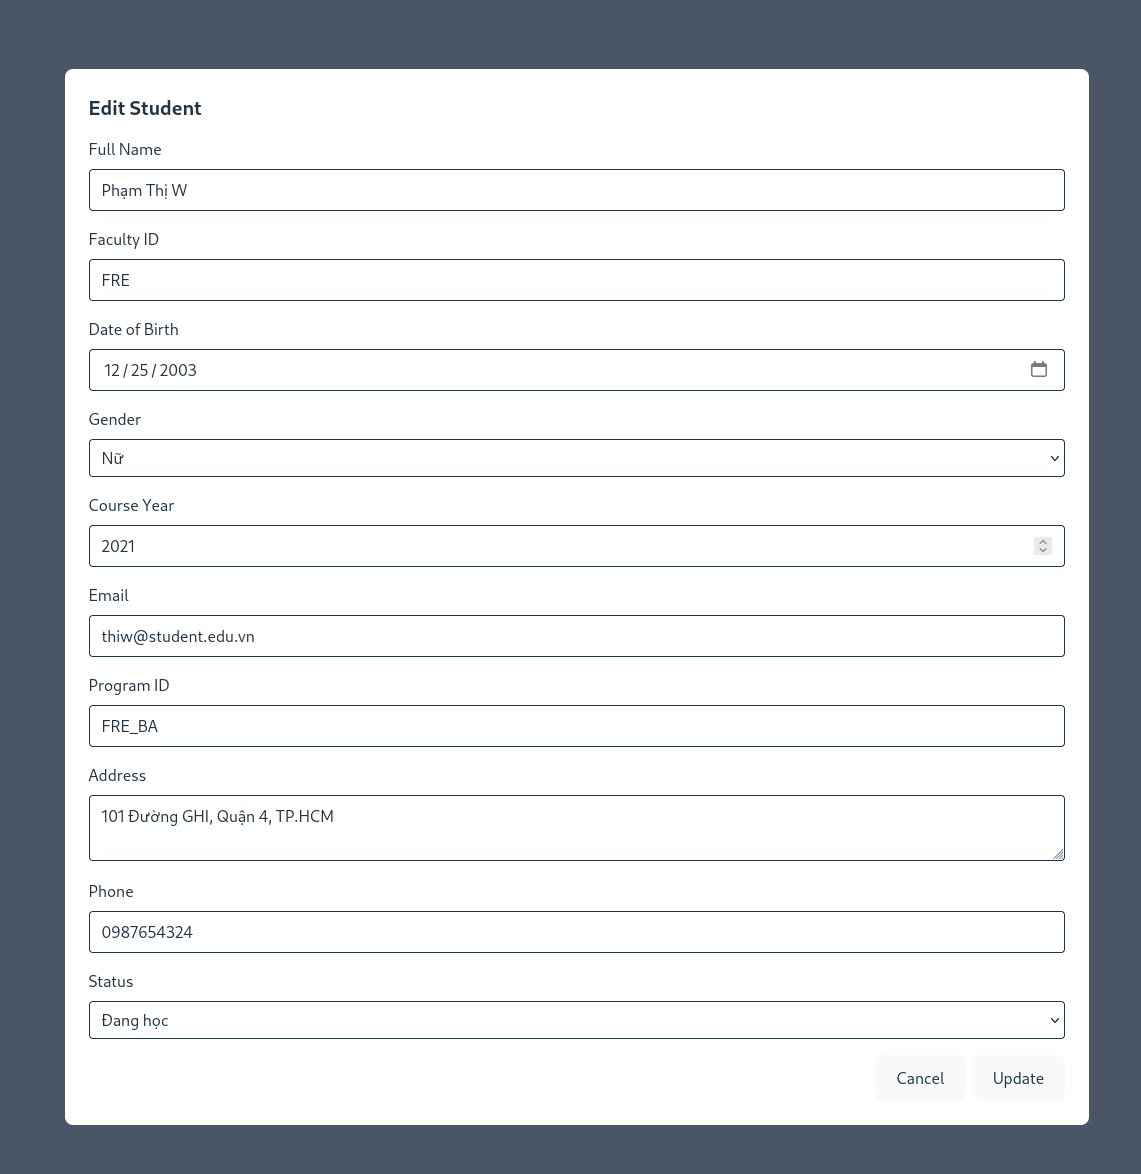 Edit Student
Full Name
Phạm Thị W
Faculty ID
FRE
Date of Birth
12 / 25 / 2003
Gender
Nữ
Course Year
2021
Email
thiw@student.edu.vn
Program ID
FRE_BA
Address
101 Đường GHI, Quận 4, TP.HCM
Phone
0987654324
Status
Đang học
Cancel Update